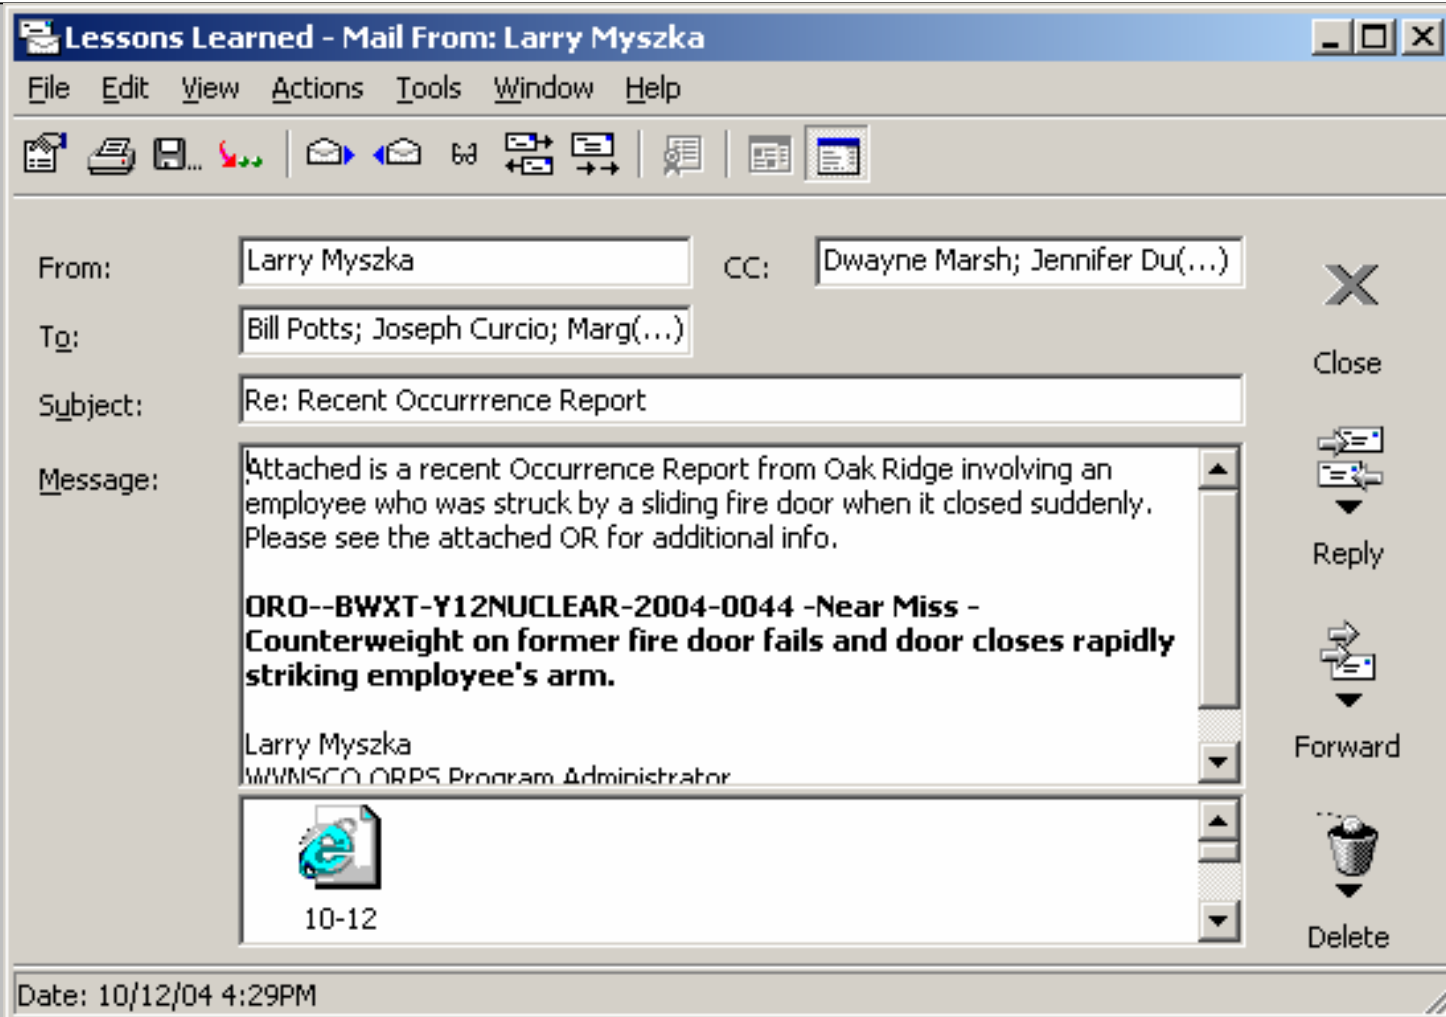 Lessons Learned - Mail From: Larry Myszka
File Edit View Actions Tools Window Help
From: Larry Myszka CC: Dwayne Marsh; Jennifer Du(...)
To: Bill Potts; Joseph Curcio; Marg(...)
Subject: Re: Recent Occurrrence Report
Message:
Attached is a recent Occurrence Report from Oak Ridge involving an
employee who was struck by a sliding fire door when it closed suddenly.
Please see the attached OR for additional info.
ORO--BWXT-Y12NUCLEAR-2004-0044 -Near Miss -
Counterweight on former fire door fails and door closes rapidly
striking employee's arm.
Larry Myszka
WVNSCO ORPS Program Administrator
10-12
Close
Reply
Forward
Delete
Date: 10/12/04 4:29PM